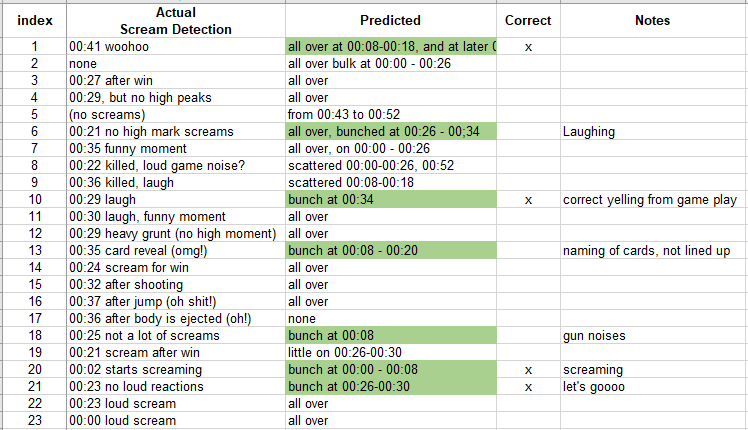 index Actual Scream Detection Predicted Correct Notes
1 00:41 woohoo all over at 00:08-00:18, and at later x
2 none all over bulk at 00:00 - 00:26
3 00:27 after win all over
4 00:29, but no high peaks all over
5 (no screams) from 00:43 to 00:52
6 00:21 no high mark screams all over, bunched at 00:26 - 00;34 Laughing
7 00:35 funny moment all over, on 00:00 - 00:26
8 00:22 killed, loud game noise? scattered 00:00-00:26, 00:52
9 00:36 killed, laugh scattered 00:08-00:18
10 00:29 laugh bunch at 00:34 x correct yelling from game play
11 00:30 laugh, funny moment all over
12 00:29 heavy grunt (no high moment) all over
13 00:35 card reveal (omg!) bunch at 00:08 - 00:20 naming of cards, not lined up
14 00:24 scream for win all over
15 00:32 after shooting all over
16 00:37 after jump (oh shit!) all over
17 00:36 after body is ejected (oh!) none
18 00:25 not a lot of screams bunch at 00:08 gun noises
19 00:21 scream after win little on 00:26-00:30
20 00:02 starts screaming bunch at 00:00 - 00:08 x screaming
21 00:23 no loud reactions bunch at 00:26-00:30 x let's goooo
22 00:23 loud scream all over
23 00:00 loud scream all over